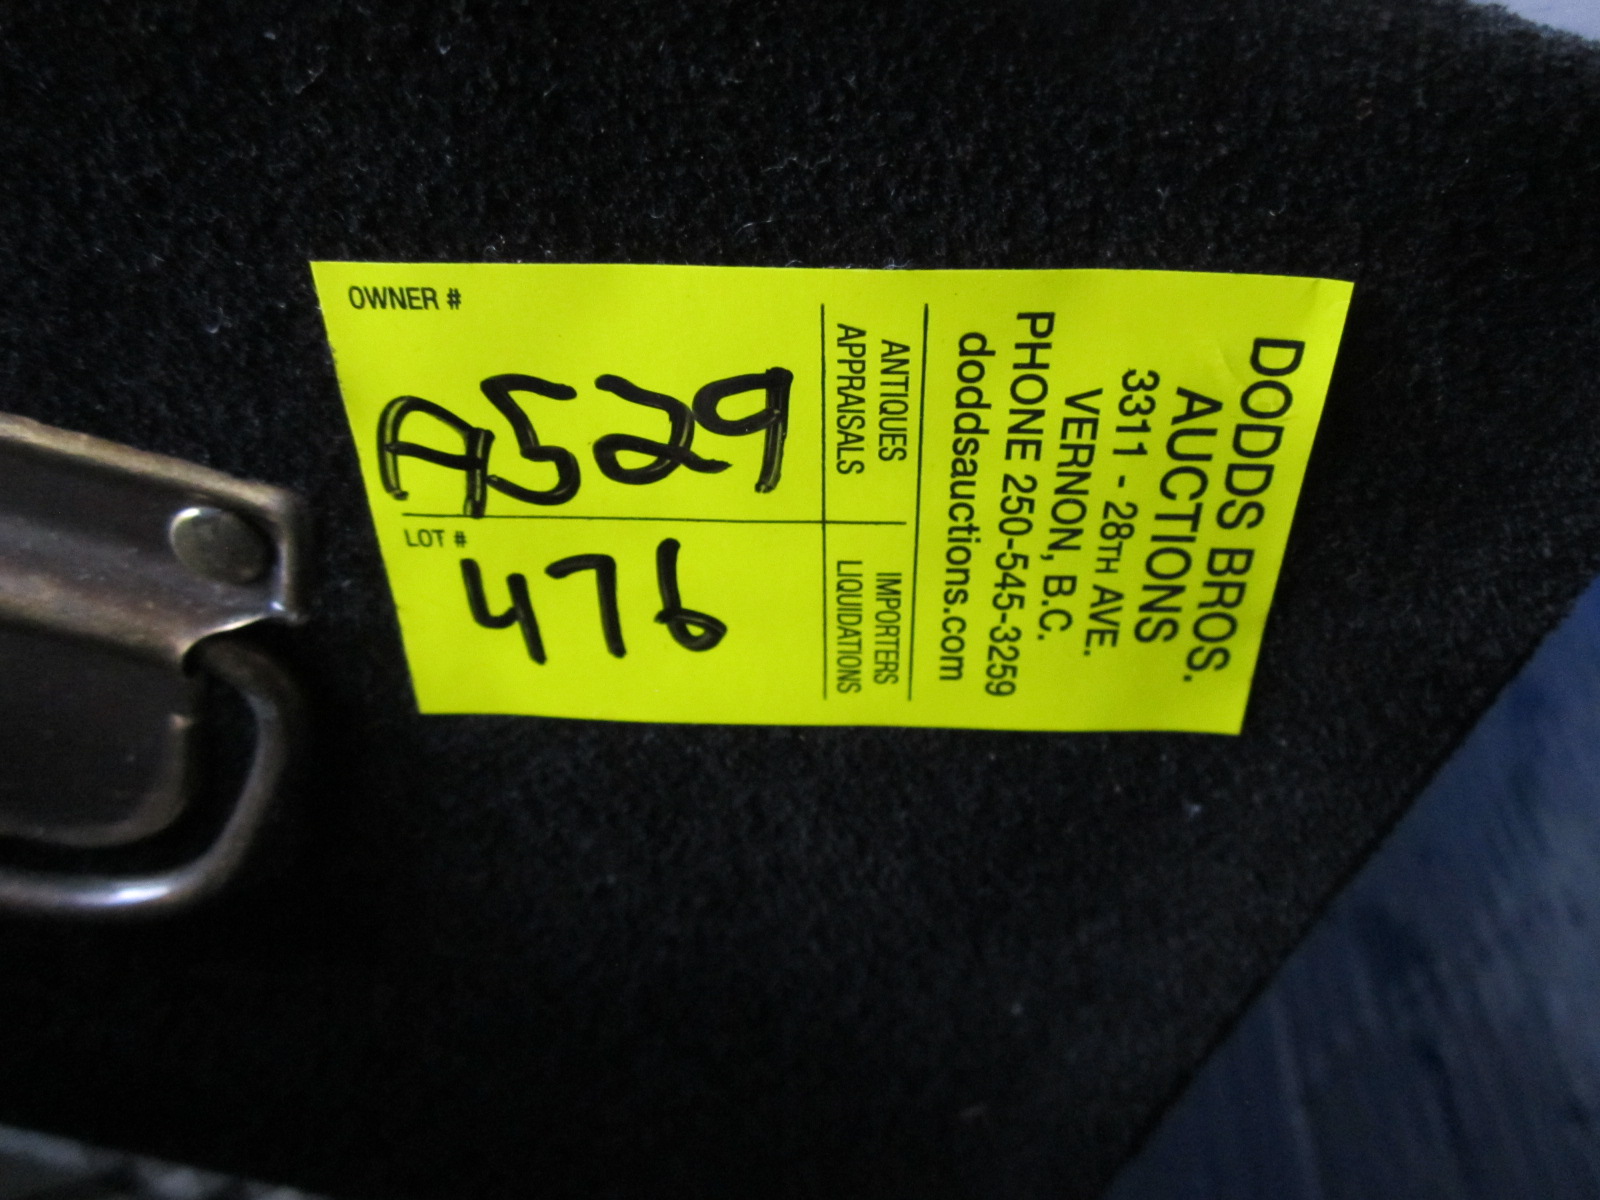 OWNER #
A529
LOT #
476
ANTIQUES
APPRAISALS
IMPORTERS
LIQUIDATIONS
DODDS BROS.
AUCTIONS
3311 - 28TH AVE.
VERNON, B.C.
PHONE 250-545-3259
doddsauctions.com